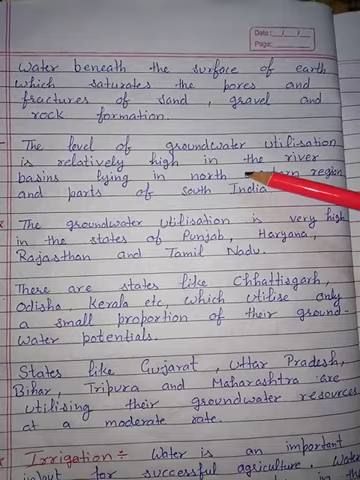 Date: / /
Page:
Water beneath the surface of earth
which saturates the pores and
fractures of sand, gravel and
rock formation.
The level of groundwater utilisation
is relatively high in the river
basins lying in north region
and parts of south India
The groundwater utilisation is very high
in the states of Punjab, Haryana,
Rajasthan and Tamil Nadu.
There are states like Chhattisgarh,
Odisha, Kerala etc, which utilise only
a small proportion of their ground-
water potentials.
States like Gujarat, Uttar Pradesh,
Bihar, Tripura and Maharashtra are
utilising their groundwater resources
at a moderate rate.
Irrigation ÷ Water is an important
input for successful agriculture. Water